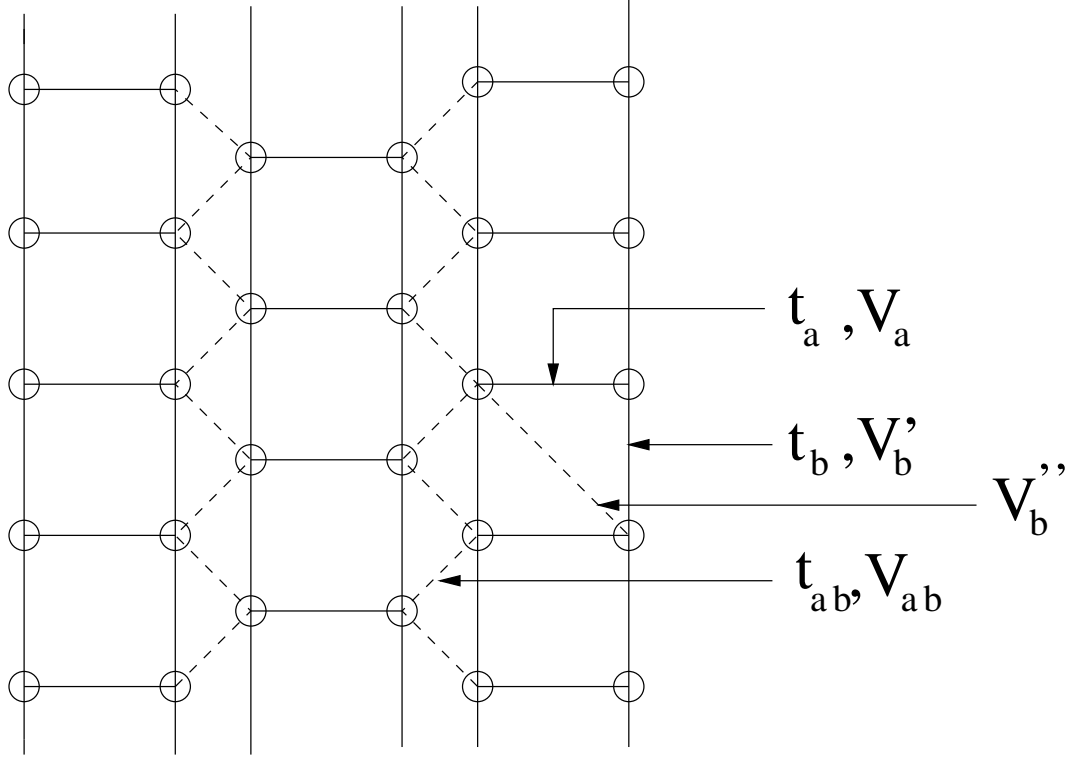 t_a , V_a
t_b , V_b’
V_b’’
t_ab, V_ab